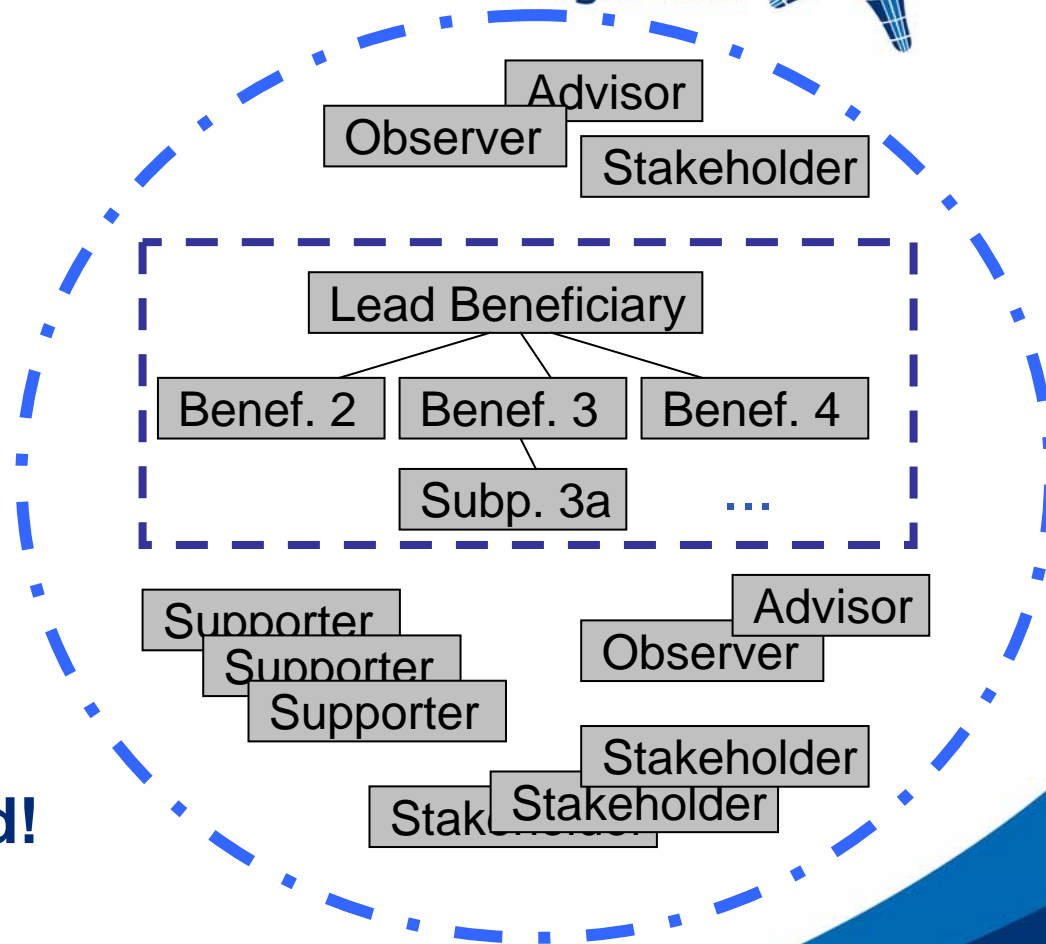 Advisor
Observer
Stakeholder
Lead Beneficiary
Benef. 2
Benef. 3
Benef. 4
Subp. 3a
...
Supporter
Supporter
Supporter
Advisor
Observer
Stakeholder
Stakeholder
Stakeholder
d!